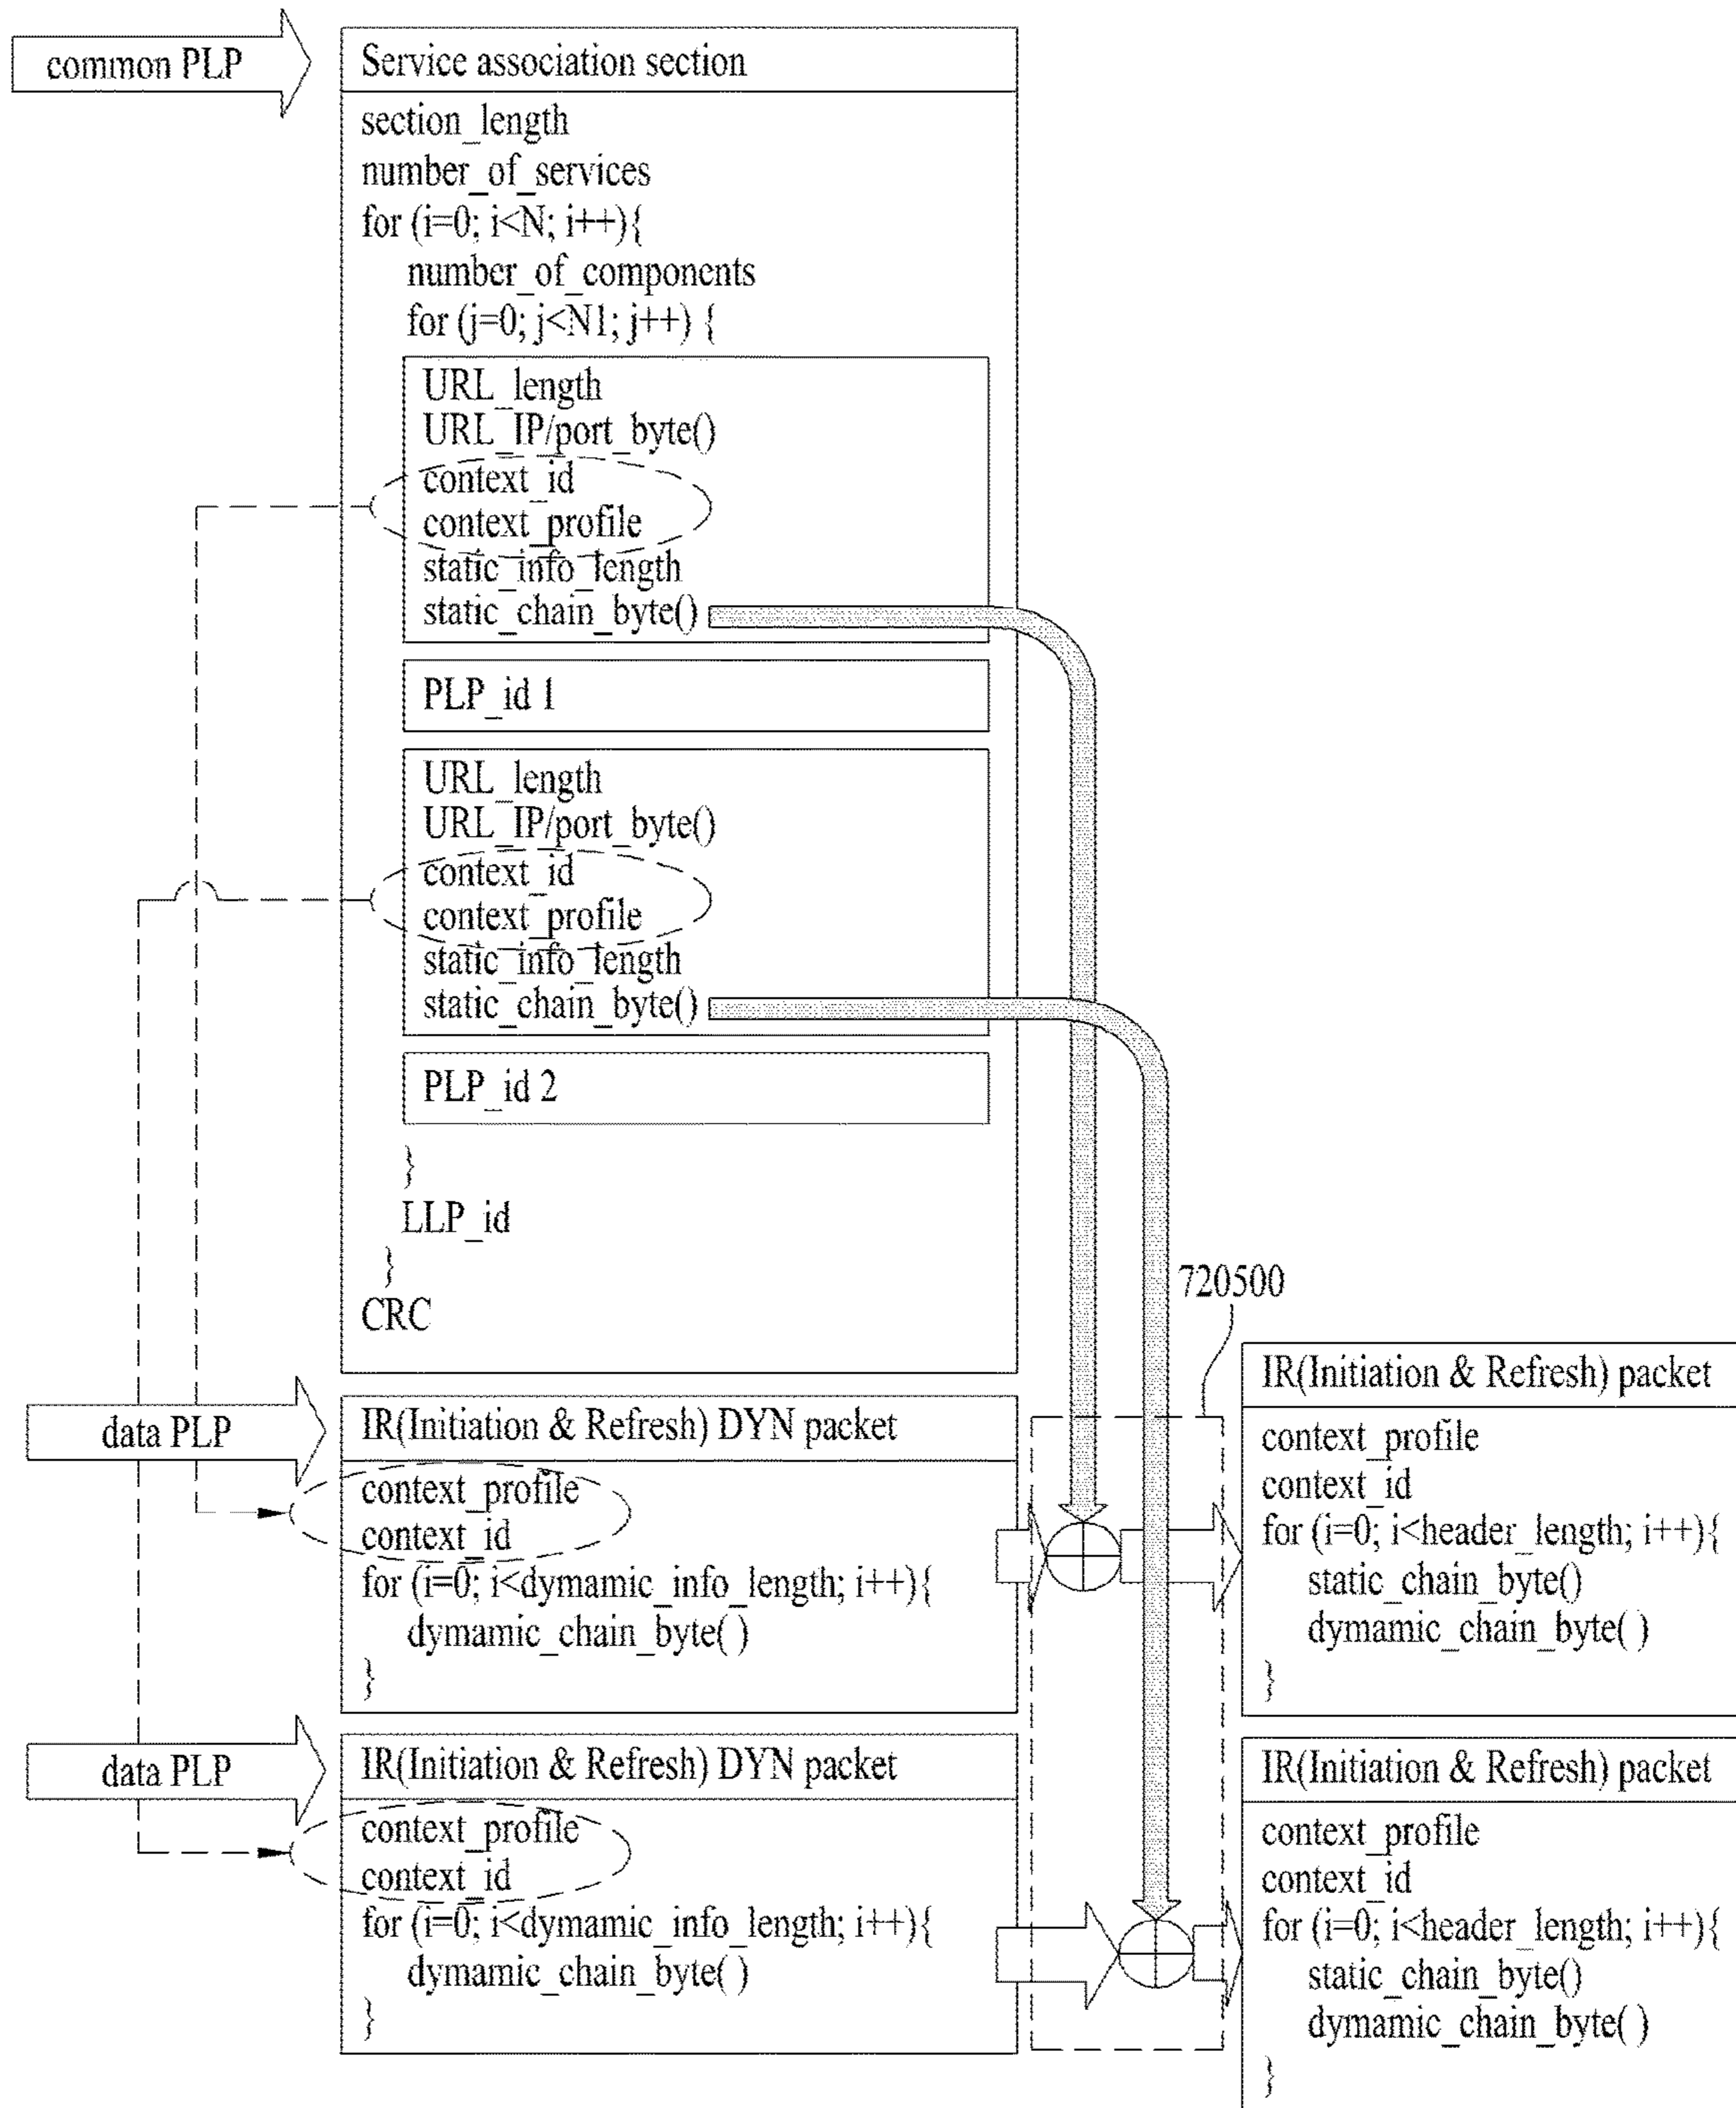 common PLP
Service association section
section_length
number_of_services
for (i=0; i<N; i++){
number_of_components
for (j=0; j<N1; j++) {
URL_length
URL_IP/port_byte()
context_id
context_profile
static_info_length
static_chain_byte()
PLP_id 1
URL_length
URL_IP/port_byte()
context_id
context_profile
static_info_length
static_chain_byte()
PLP_id 2
}
LLP_id
}
CRC
720500
data PLP
IR(Initiation & Refresh) DYN packet
context_profile
context_id
for (i=0; i<dymamic_info_length; i++){
dymamic_chain_byte( )
}
IR(Initiation & Refresh) packet
context_profile
context_id
for (i=0; i<header_length; i++){
static_chain_byte()
dymamic_chain_byte( )
}
data PLP
IR(Initiation & Refresh) DYN packet
context_profile
context_id
for (i=0; i<dymamic_info_length; i++){
dymamic_chain_byte( )
}
IR(Initiation & Refresh) packet
context_profile
context_id
for (i=0; i<header_length; i++){
static_chain_byte()
dymamic_chain_byte( )
}